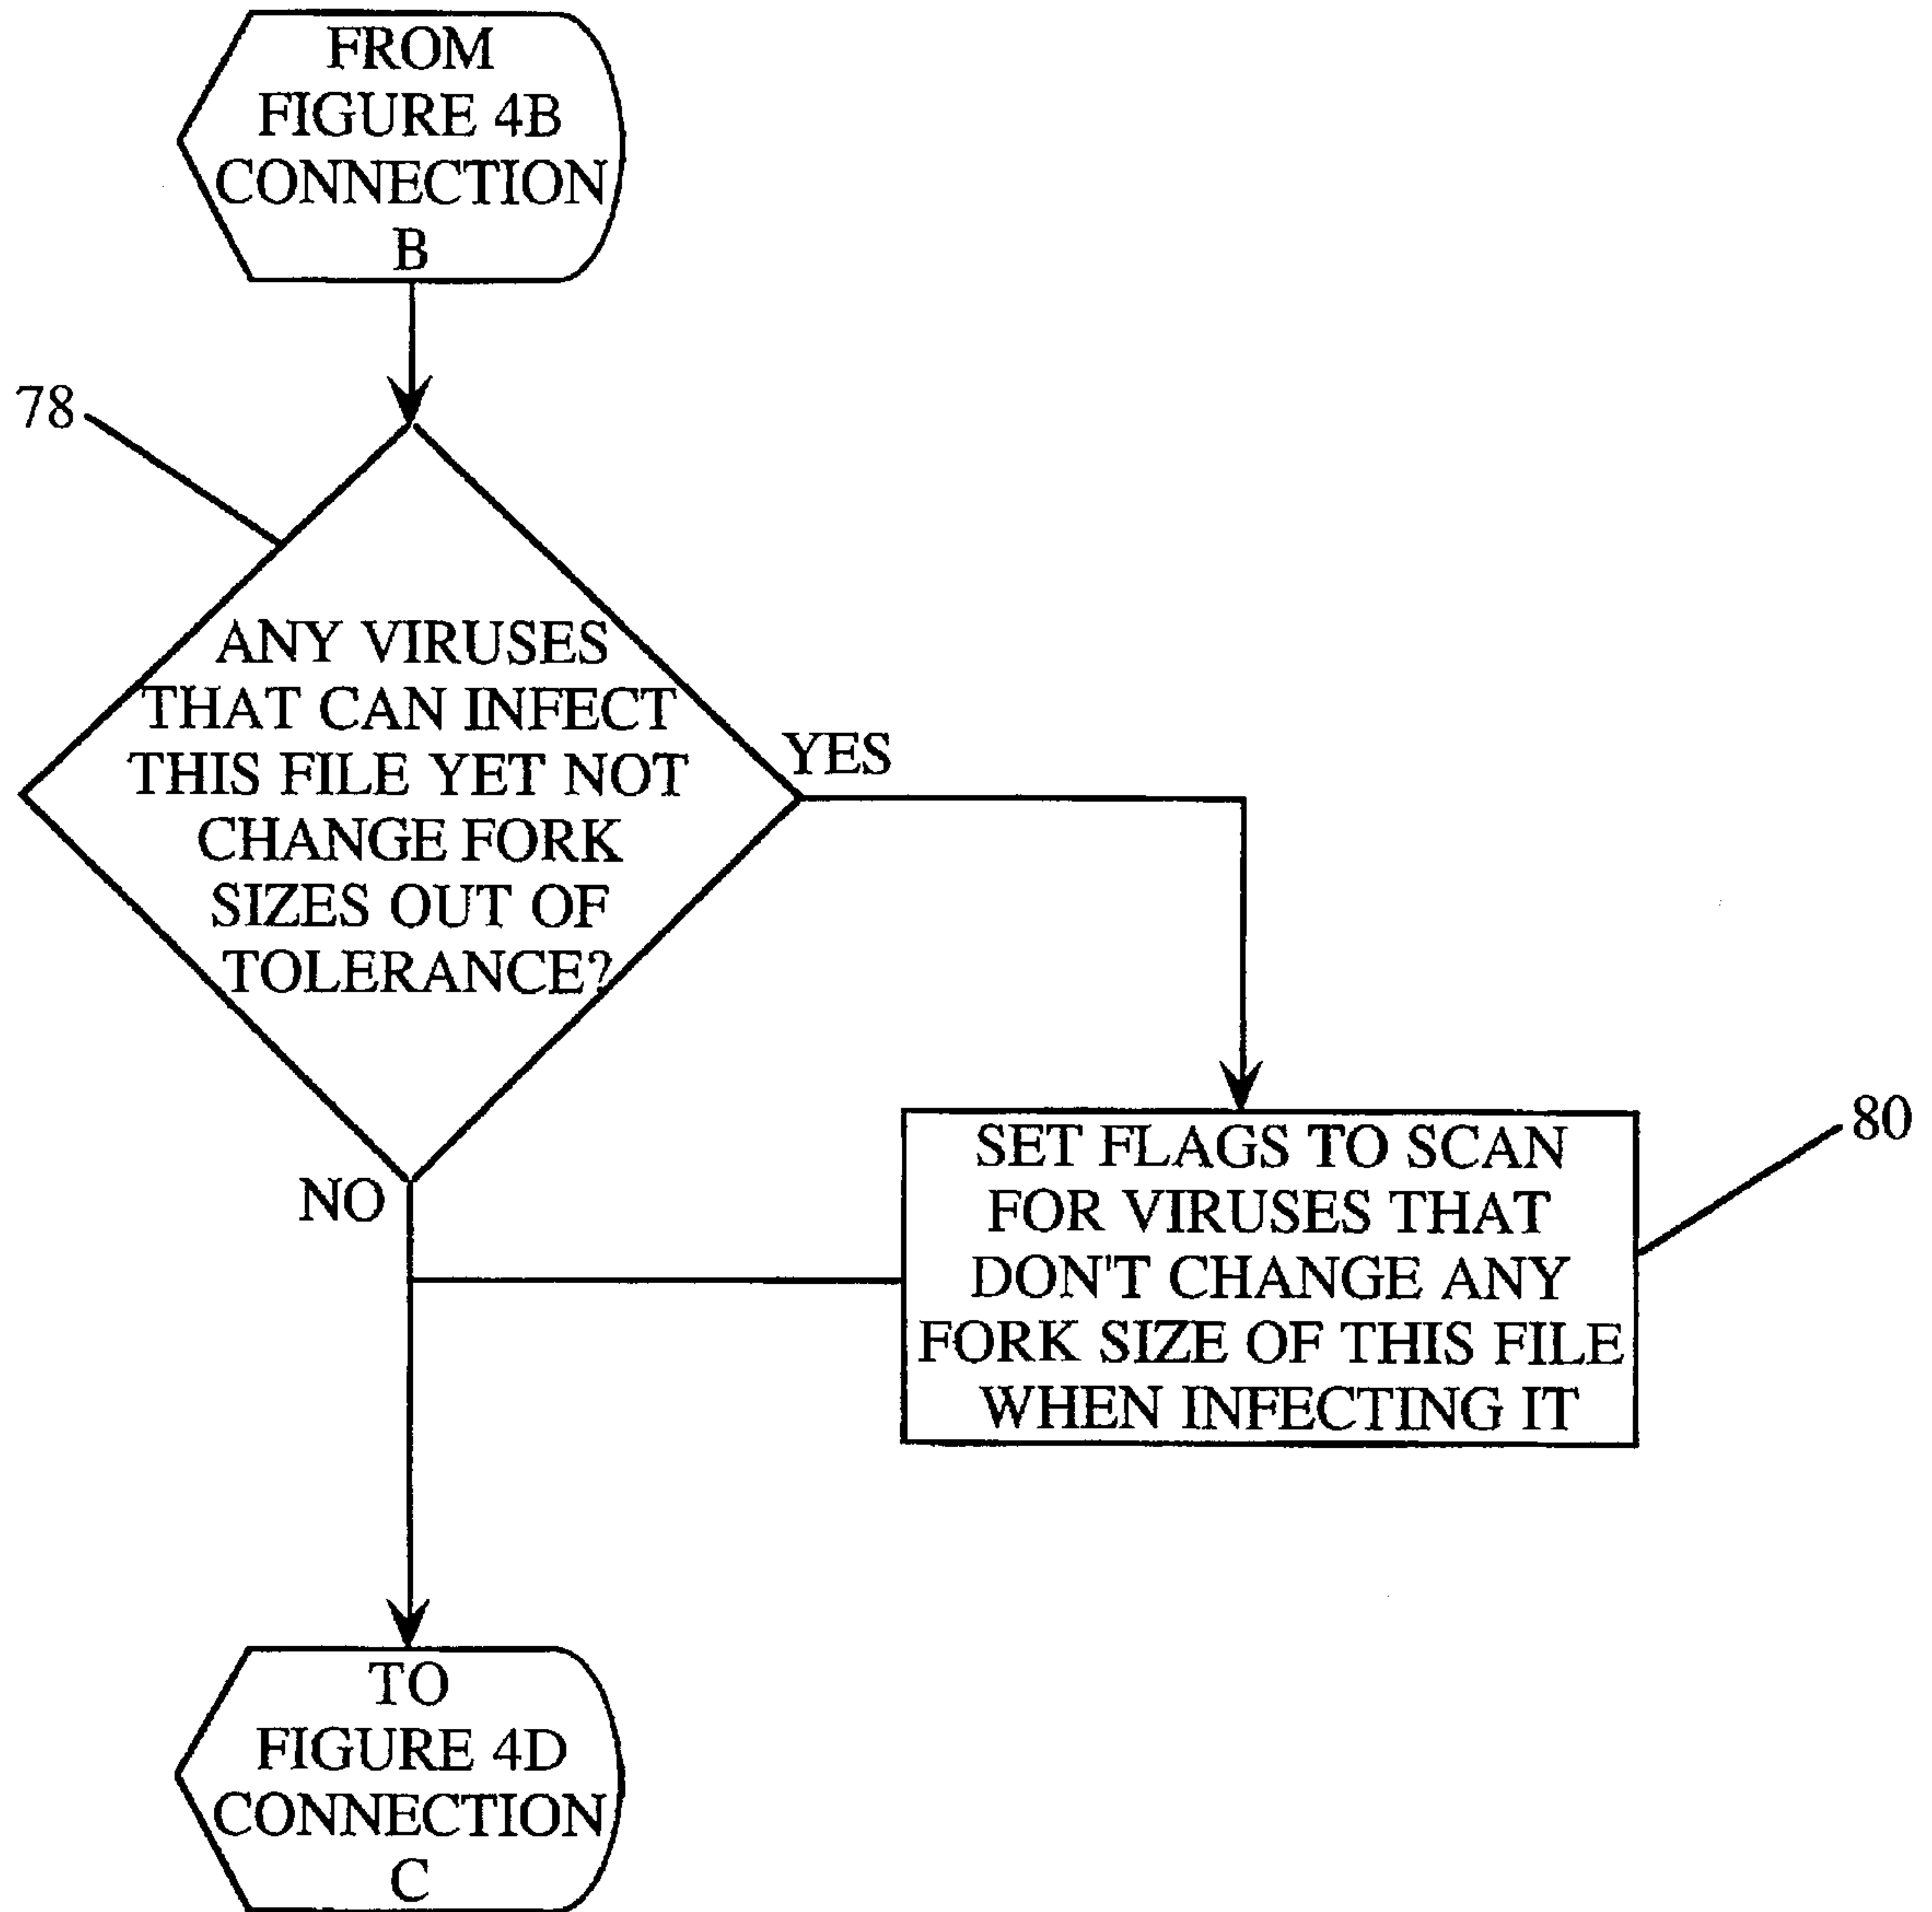 FROM
FIGURE 4B
CONNECTION
B
78
ANY VIRUSES
THAT CAN INFECT
THIS FILE YET NOT
CHANGE FORK
SIZES OUT OF
TOLERANCE?
YES
NO
SET FLAGS TO SCAN
FOR VIRUSES THAT
DON'T CHANGE ANY
FORK SIZE OF THIS FILE
WHEN INFECTING IT
80
TO
FIGURE 4D
CONNECTION
C